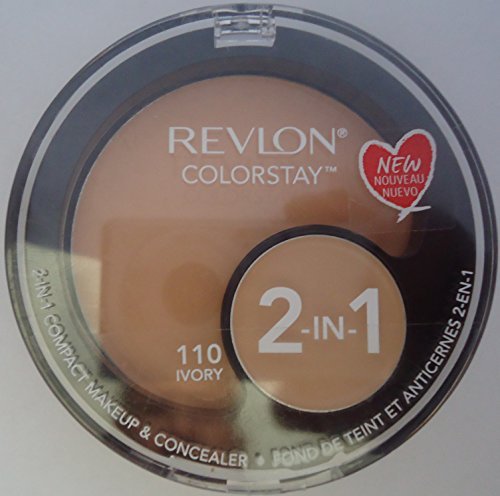 REVLON®
COLORSTAY™
NEW
NOUVEAU
NUEVO
2-IN-1
110
IVORY
2-IN-1 COMPACT MAKEUP & CONCEALER • FOND DE TEINT ET ANTICERNES 2-EN-1